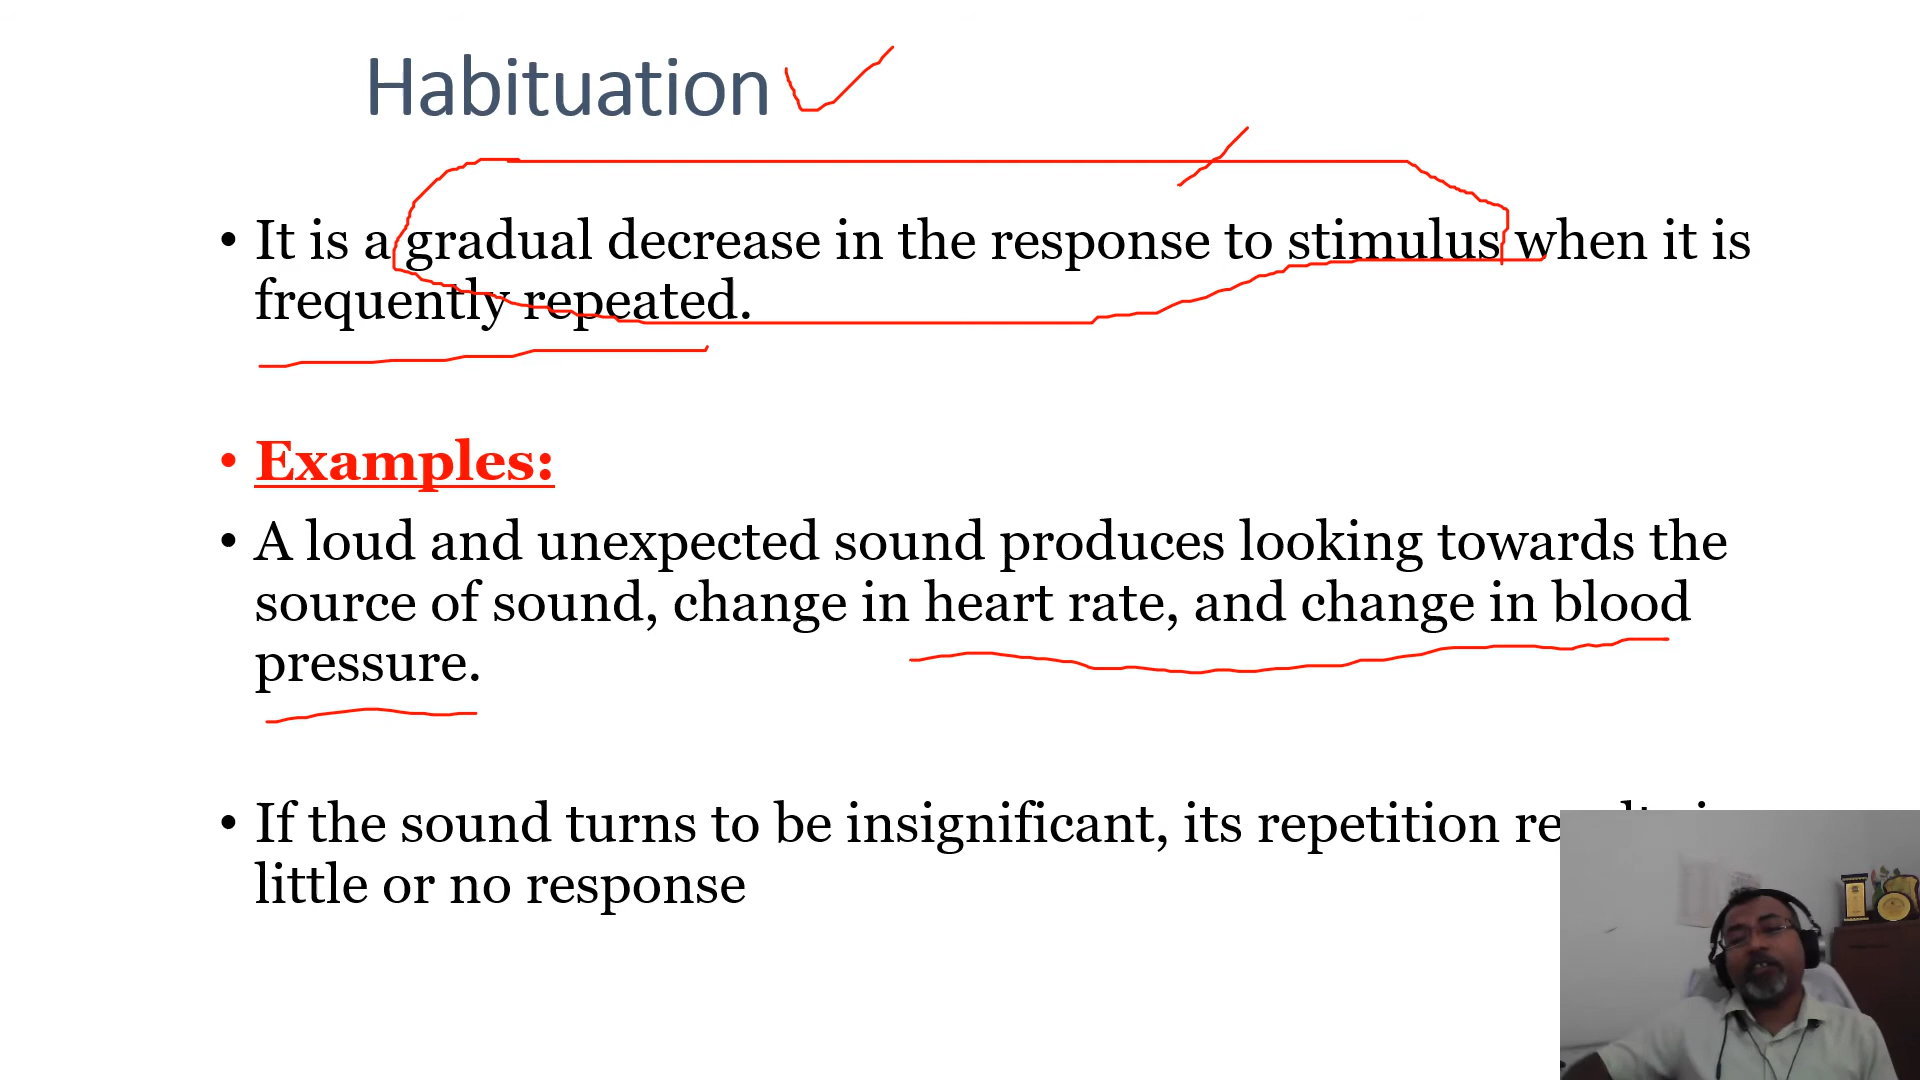 Habituation
• It is a gradual decrease in the response to stimulus when it is
frequently repeated.
• Examples:
• A loud and unexpected sound produces looking towards the
source of sound, change in heart rate, and change in blood
pressure.
• If the sound turns to be insignificant, its repetition
little or no response